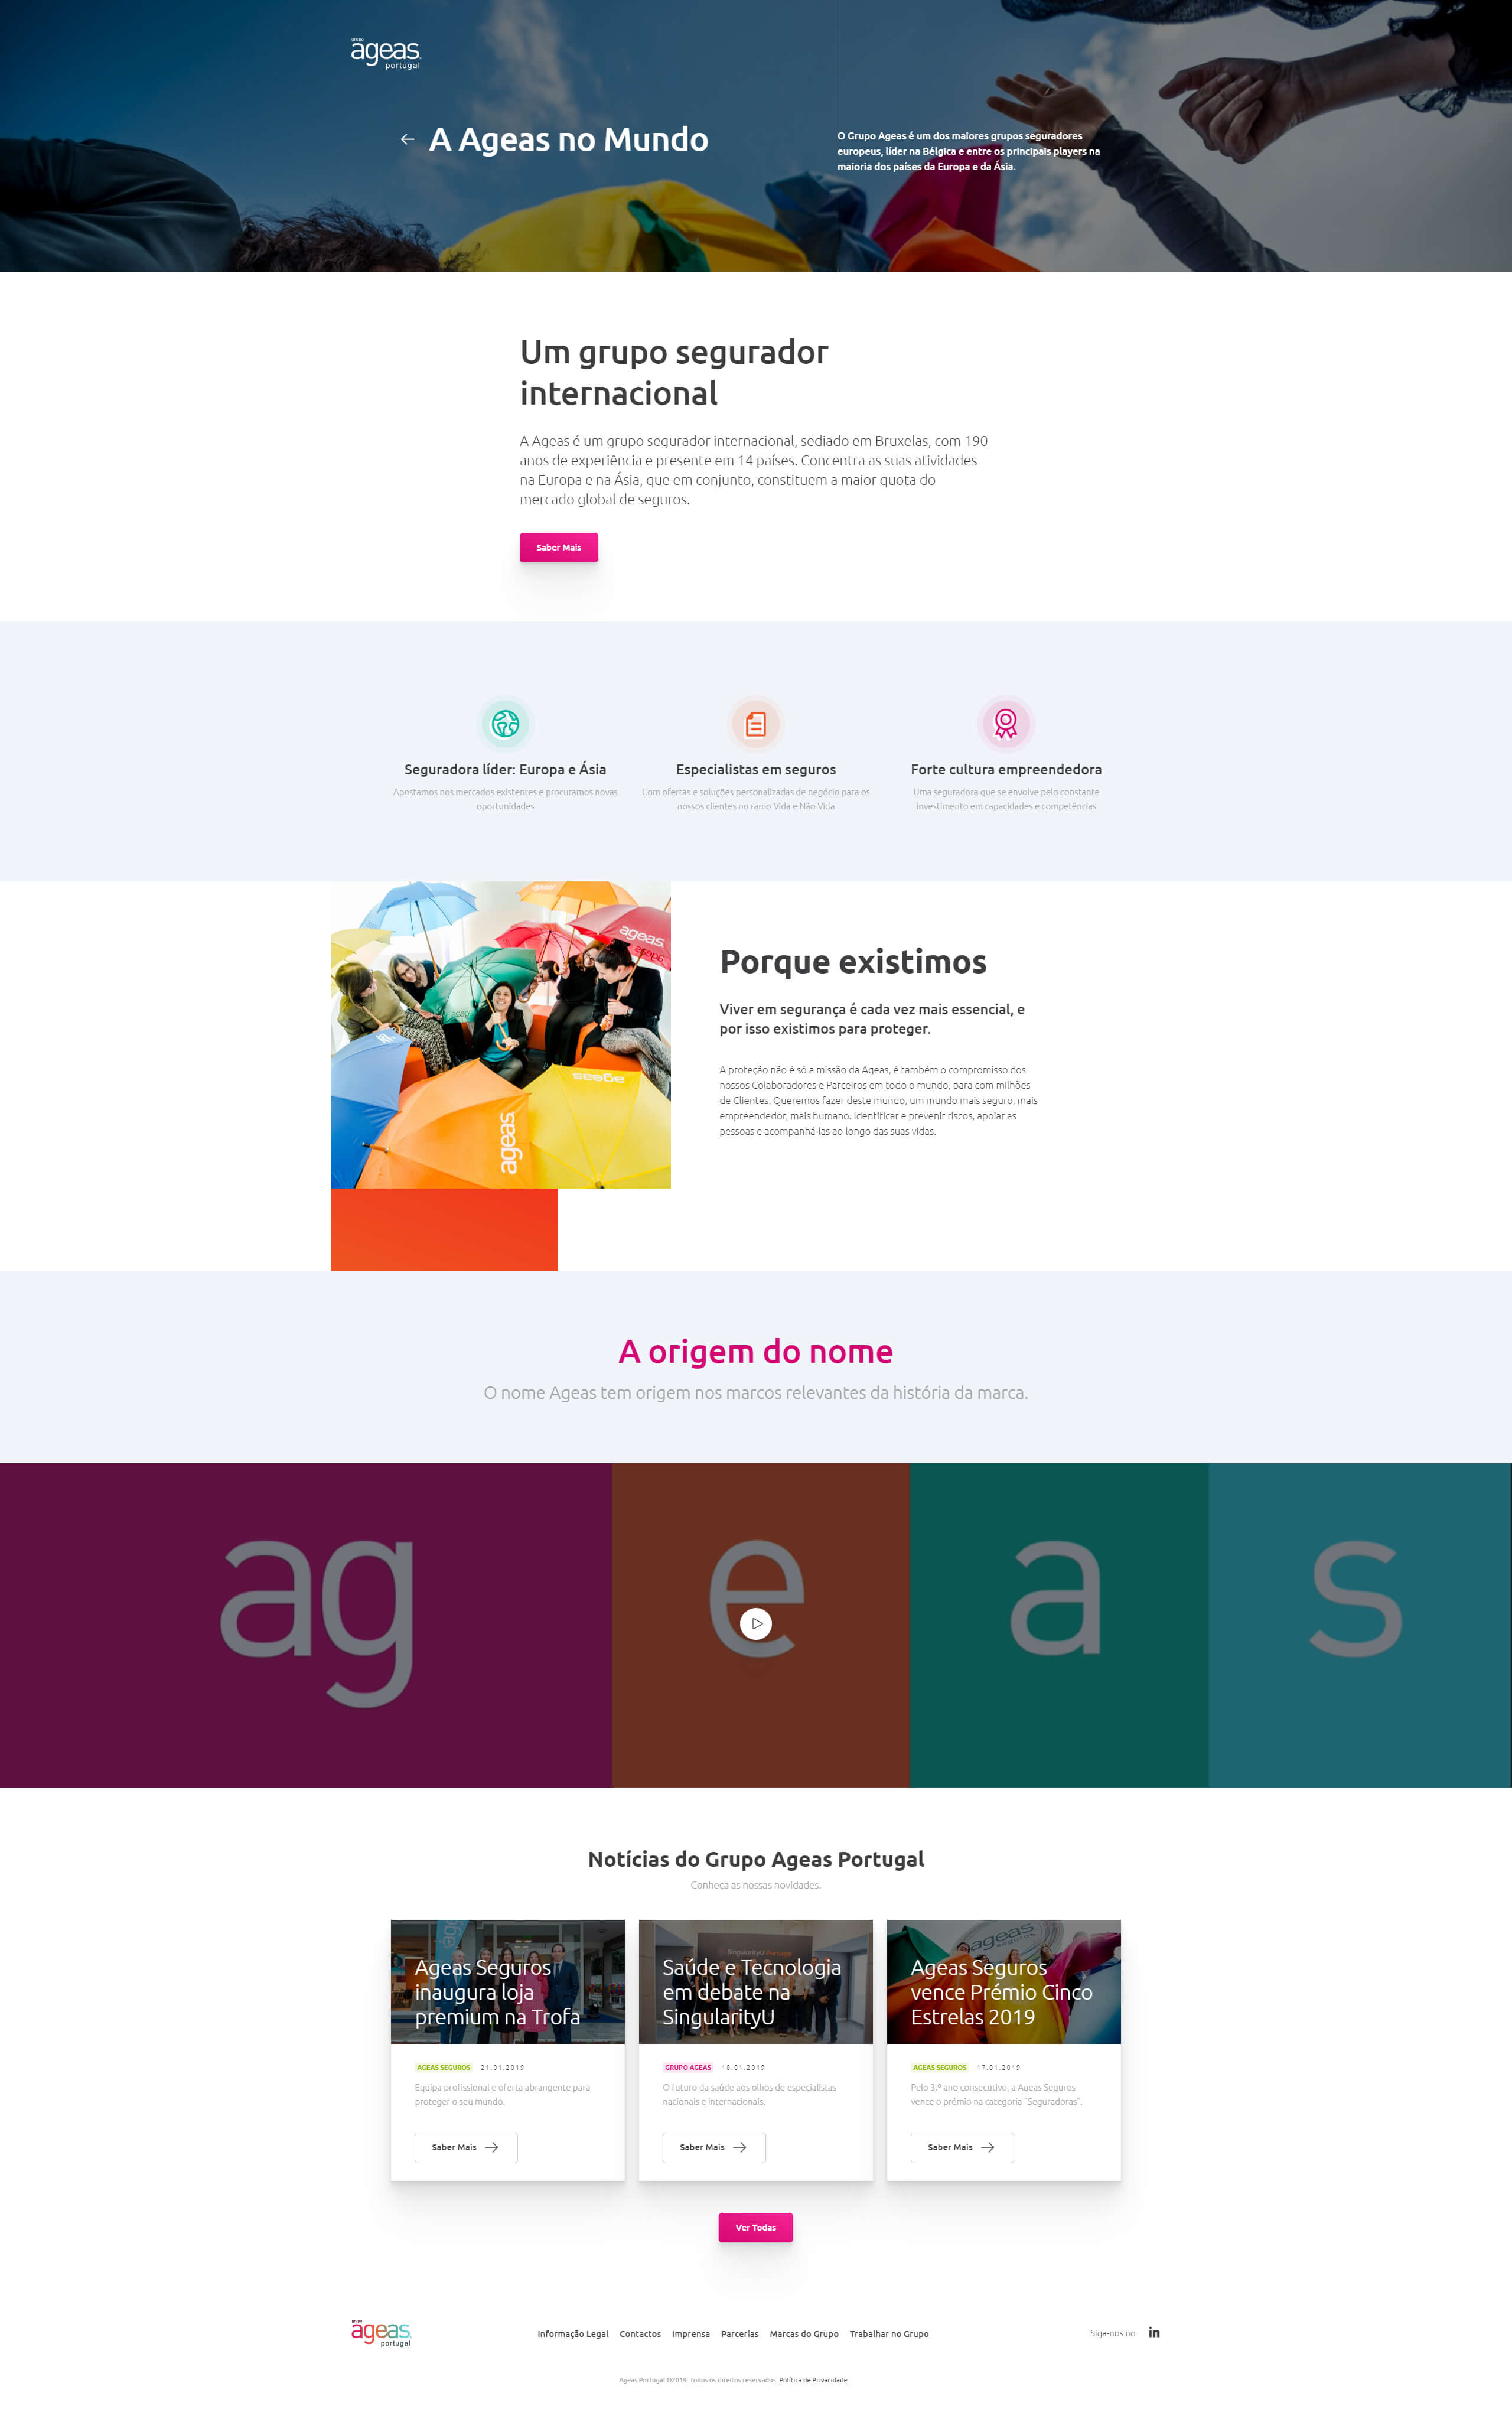 grupo
ageas
portugal
A Ageas no Mundo
O Grupo Ageas é um dos maiores grupos seguradores
europeus, líder na Bélgica e entre os principais players na
maioria dos países da Europa e da Ásia.
Um grupo segurador
internacional
A Ageas é um grupo segurador internacional, sediado em Bruxelas, com 190
anos de experiência e presente em 14 países. Concentra as suas atividades
na Europa e na Ásia, que em conjunto, constituem a maior quota do
mercado global de seguros.
Saber Mais
Seguradora líder: Europa e Ásia
Apostamos nos mercados existentes e procuramos novas
oportunidades
Especialistas em seguros
Com ofertas e soluções personalizadas de negócio para os
nossos clientes no ramo Vida e Não Vida
Forte cultura empreendedora
Uma seguradora que se envolve pelo constante
investimento em capacidades e competências
ageas
ageas
ageas
Porque existimos
Viver em segurança é cada vez mais essencial, e
por isso existimos para proteger.
A proteção não é só a missão da Ageas, é também o compromisso dos
nossos Colaboradores e Parceiros em todo o mundo, para com milhões
de Clientes. Queremos fazer deste mundo, um mundo mais seguro, mais
empreendedor, mais humano. Identificar e prevenir riscos, apoiar as
pessoas e acompanhá-las ao longo das suas vidas.
A origem do nome
O nome Ageas tem origem nos marcos relevantes da história da marca.
ag e a s
Notícias do Grupo Ageas Portugal
Conheça as nossas novidades.
Ageas Seguros
inaugura loja
premium na Trofa
AGEAS SEGUROS 21.01.2019
Equipa profissional e oferta abrangente para
proteger o seu mundo.
Saber Mais
SingularityU Portugal
Saúde e Tecnologia
em debate na
SingularityU
GRUPO AGEAS 18.01.2019
O futuro da saúde aos olhos de especialistas
nacionais e internacionais.
Saber Mais
ageas
seguros
Ageas Seguros
vence Prémio Cinco
Estrelas 2019
AGEAS SEGUROS 17.01.2019
Pelo 3.º ano consecutivo, a Ageas Seguros
vence o prémio na categoria "Seguradoras".
Saber Mais
Ver Todas
grupo
ageas
portugal
Informação Legal Contactos Imprensa Parcerias Marcas do Grupo Trabalhar no Grupo
Siga-nos no in
Ageas Portugal ©2019. Todos os direitos reservados. Política de Privacidade